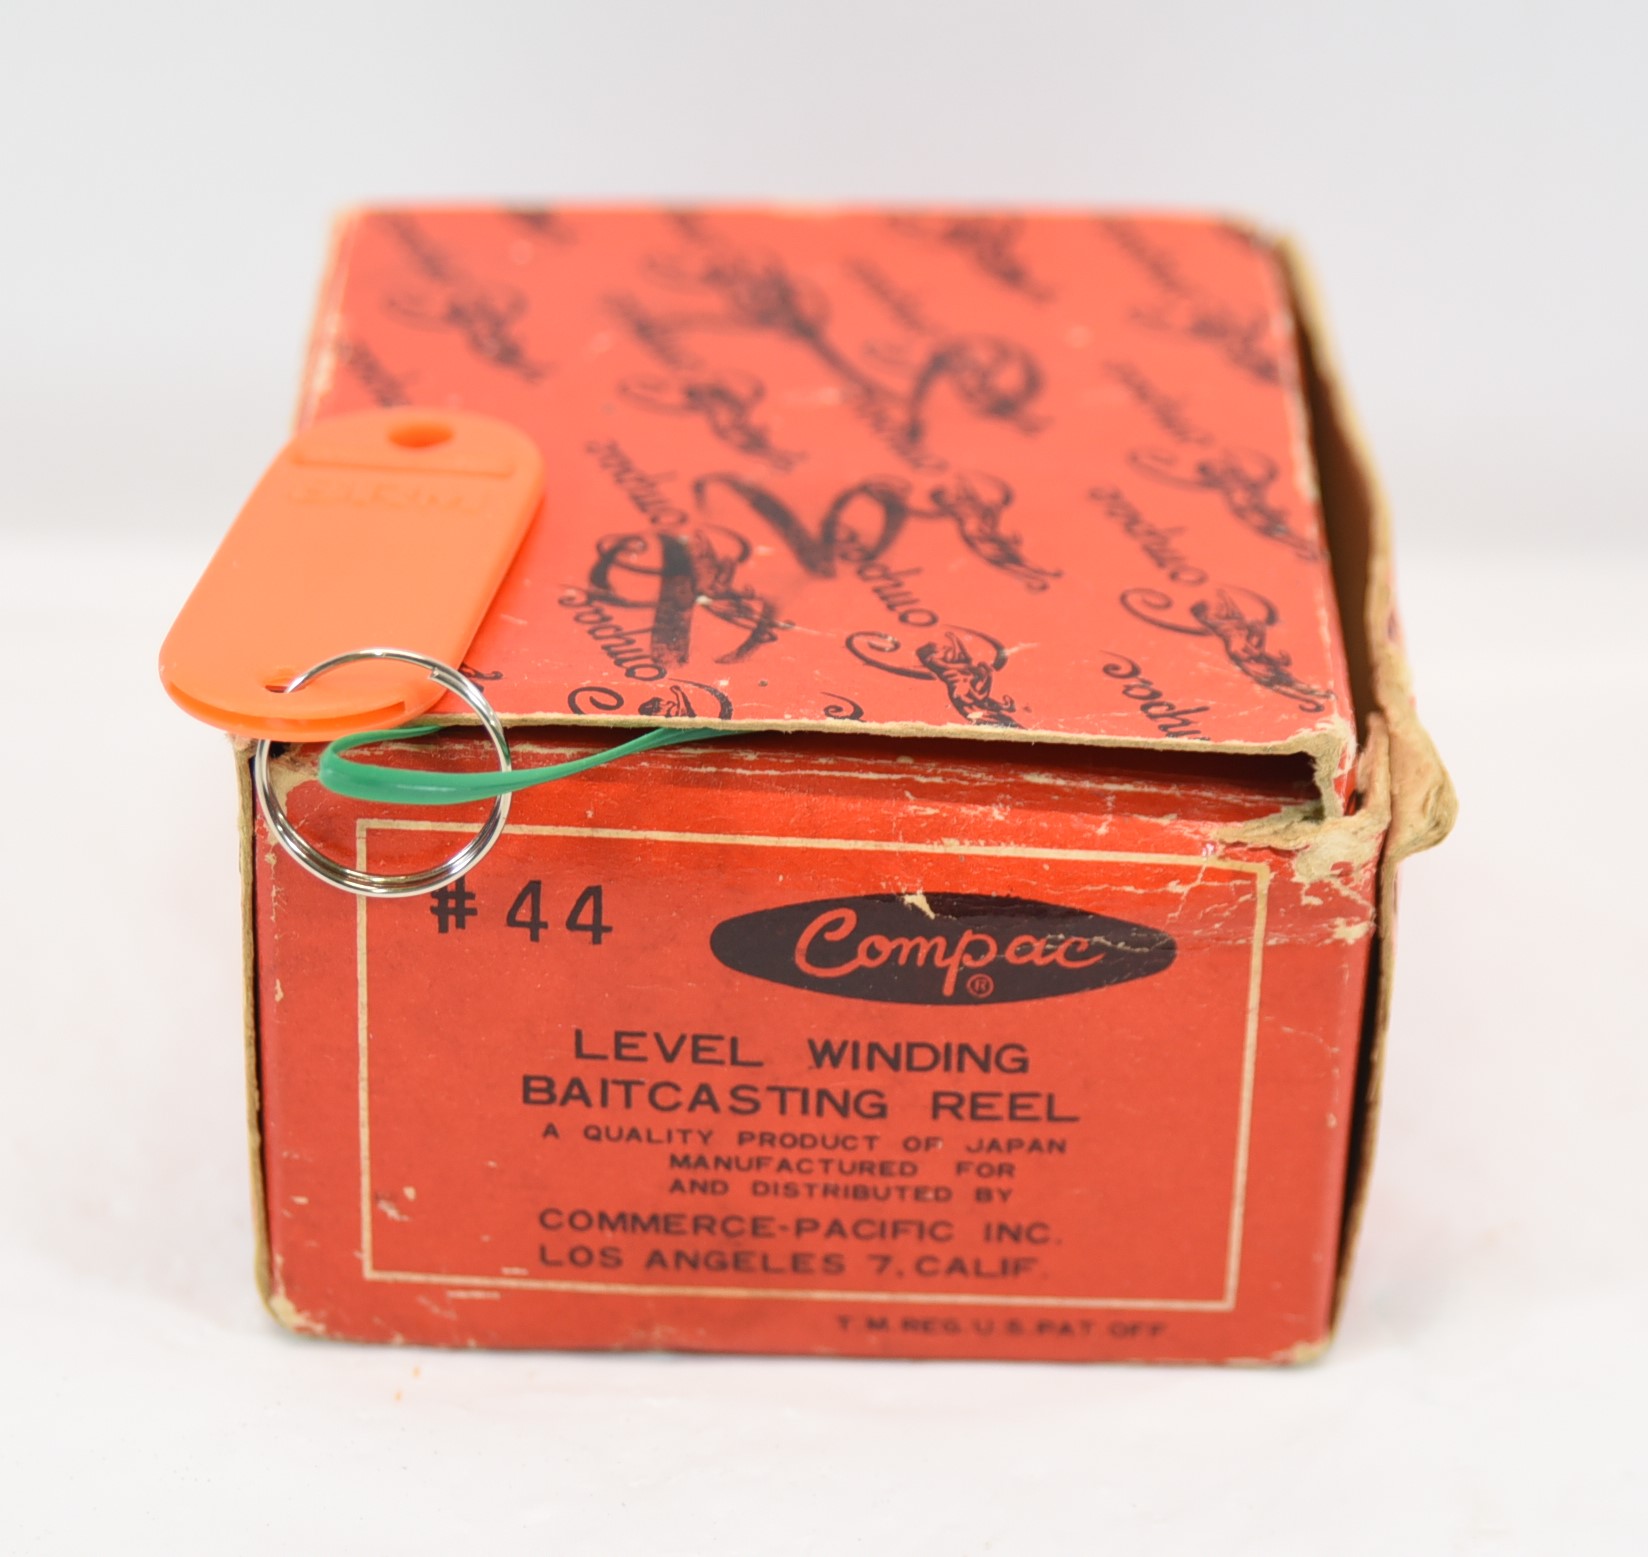 #44
Compac
®
LEVEL WINDING
BAITCASTING REEL
A QUALITY PRODUCT OF JAPAN
MANUFACTURED FOR
AND DISTRIBUTED BY
COMMERCE-PACIFIC INC.
LOS ANGELES 7, CALIF.
T.M. REG. U.S. PAT. OFF